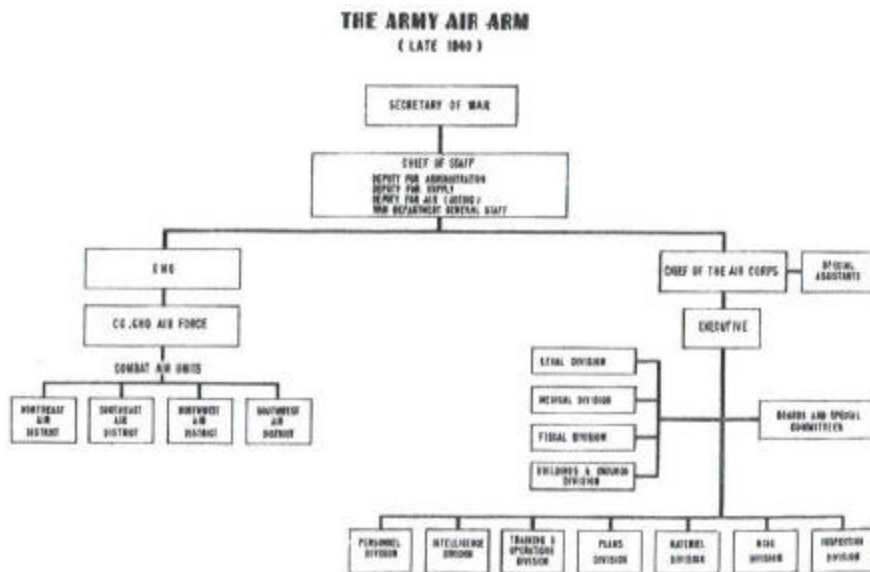 THE ARMY AIR ARM
( LATE 1940 )
SECRETARY OF WAR
CHIEF OF STAFF
DEPUTY FOR ADMINISTRATION
DEPUTY FOR SUPPLY
DEPUTY FOR AIR (ACTING)
WAR DEPARTMENT GENERAL STAFF
GHQ
CHIEF OF THE AIR CORPS
SPECIAL
ASSISTANTS
CG, GHQ AIR FORCE
EXECUTIVE
COMBAT AIR UNITS
LEGAL DIVISION
NORTHEAST
AIR
DISTRICT
SOUTHEAST
AIR
DISTRICT
NORTHWEST
AIR
DISTRICT
SOUTHWEST
AIR
DISTRICT
MEDICAL DIVISION
BOARDS AND SPECIAL
COMMITTEES
FISCAL DIVISION
BUILDINGS & GROUNDS
DIVISION
PERSONNEL
DIVISION
INTELLIGENCE
DIVISION
TRAINING &
OPERATIONS
DIVISION
PLANS
DIVISION
MATERIEL
DIVISION
DIVISION
INSPECTION
DIVISION